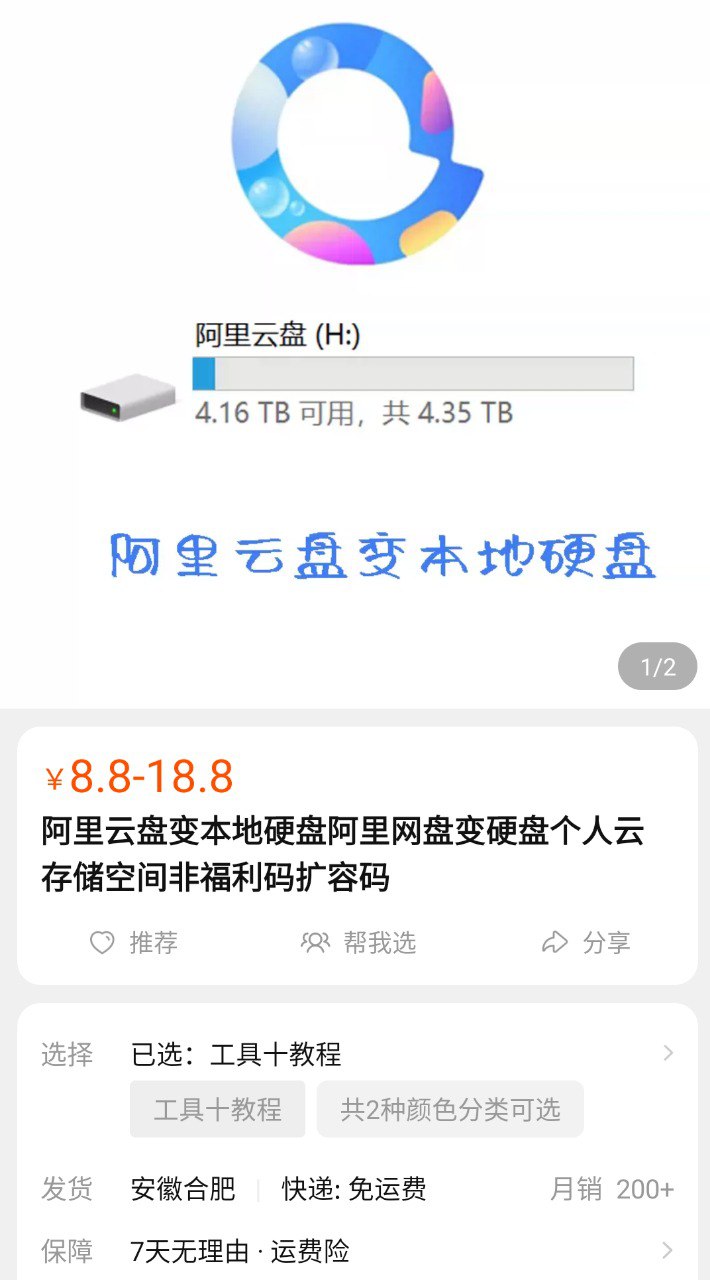 阿里云盘 (H:)
4.16 TB 可用，共 4.35 TB
阿里云盘变本地硬盘
1/2
¥8.8-18.8
阿里云盘变本地硬盘阿里网盘变硬盘个人云
存储空间非福利码扩容码
推荐 帮我选 分享
选择 已选：工具十教程
工具十教程 共2种颜色分类可选
发货 安徽合肥 快递: 免运费 月销 200+
保障 7天无理由 · 运费险